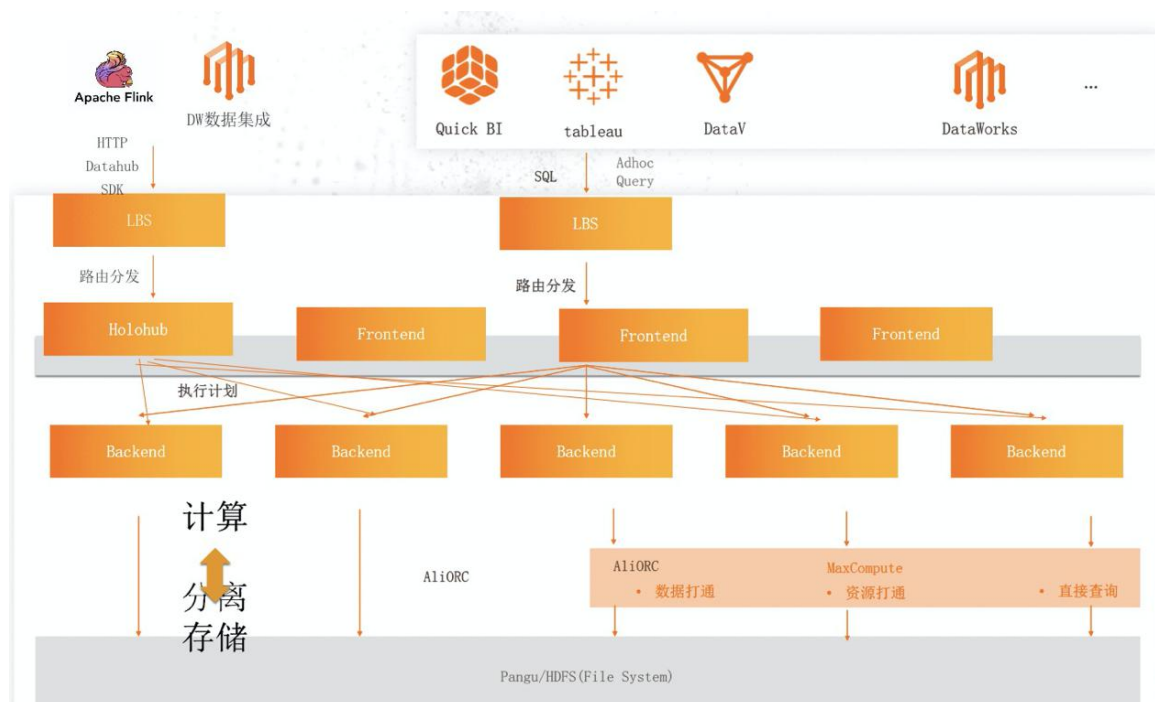 Apache Flink
DW数据集成
Quick BI
tableau
DataV
DataWorks
...
HTTP
Datahub
SDK
SQL
Adhoc
Query
LBS
LBS
路由分发
路由分发
Holohub
Frontend
Frontend
Frontend
执行计划
Backend
Backend
Backend
Backend
Backend
计算
分离
存储
AliORC
AliORC
MaxCompute
• 数据打通
• 资源打通
• 直接查询
Pangu/HDFS(File System)